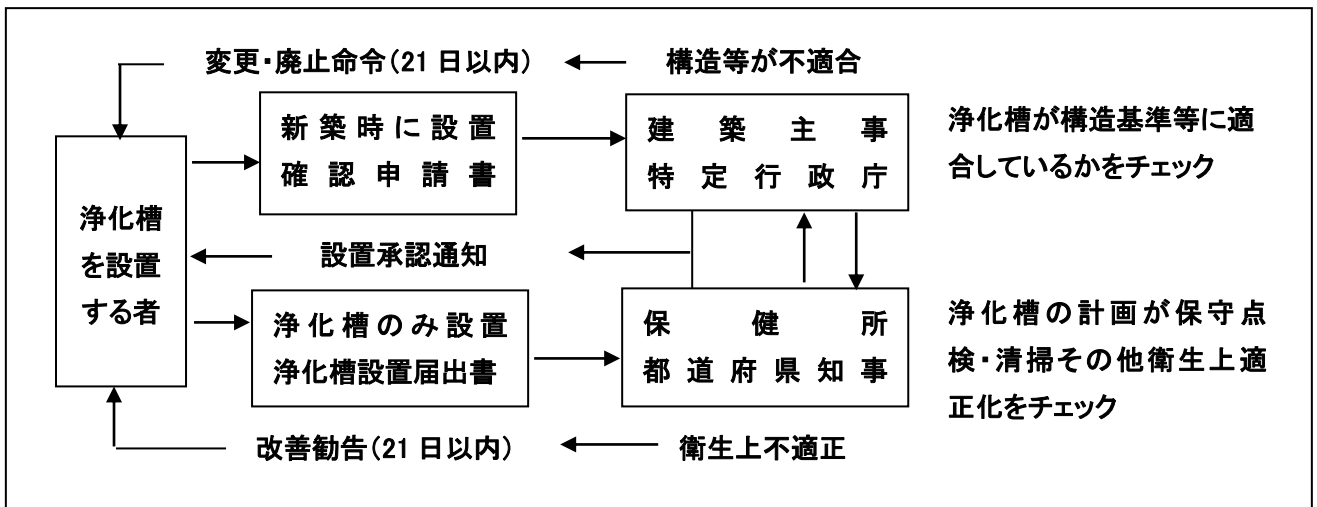 変更・廃止命令(21日以内)
構造等が不適合
新築時に設置
確認申請書
建築主事
特定行政庁
浄化槽が構造基準等に適
合しているかをチェック
浄化槽
を設置
する者
設置承認通知
浄化槽のみ設置
浄化槽設置届出書
保健所
都道府県知事
浄化槽の計画が保守点
検・清掃その他衛生上適
正化をチェック
改善勧告(21日以内)
衛生上不適正